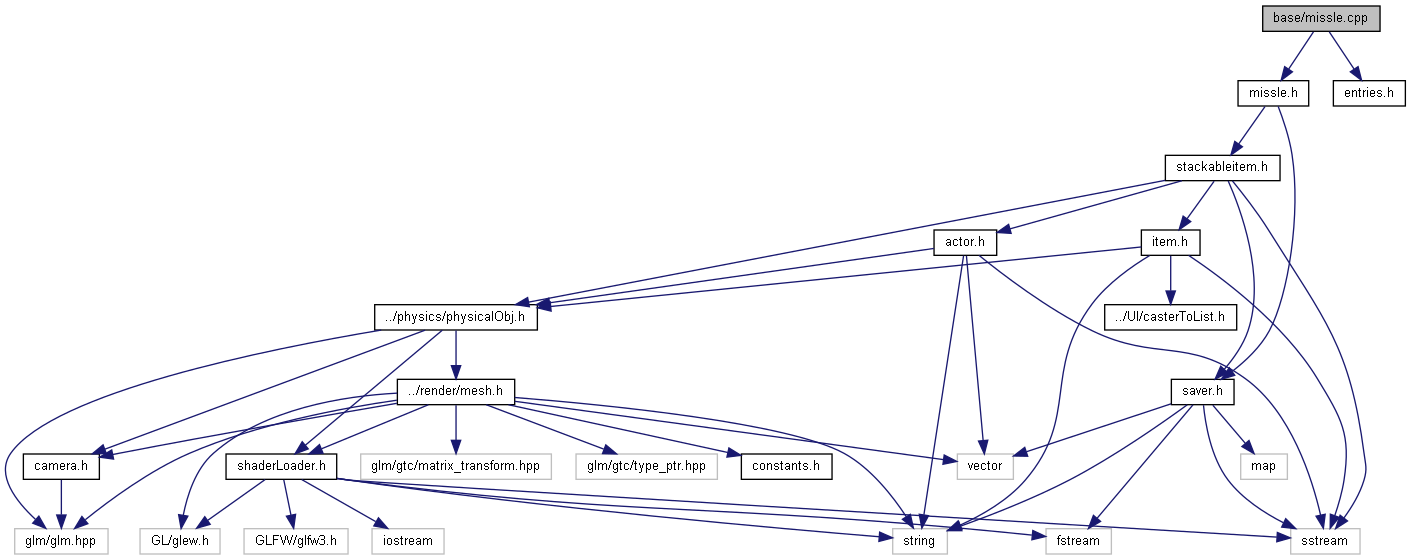 base/missle.cpp
missle.h
entries.h
stackableitem.h
actor.h
item.h
../physics/physicalObj.h
../UI/casterToList.h
../render/mesh.h
saver.h
camera.h
shaderLoader.h
glm/gtc/matrix_transform.hpp
glm/gtc/type_ptr.hpp
constants.h
vector
map
glm/glm.hpp
GL/glew.h
GLFW/glfw3.h
iostream
string
fstream
sstream